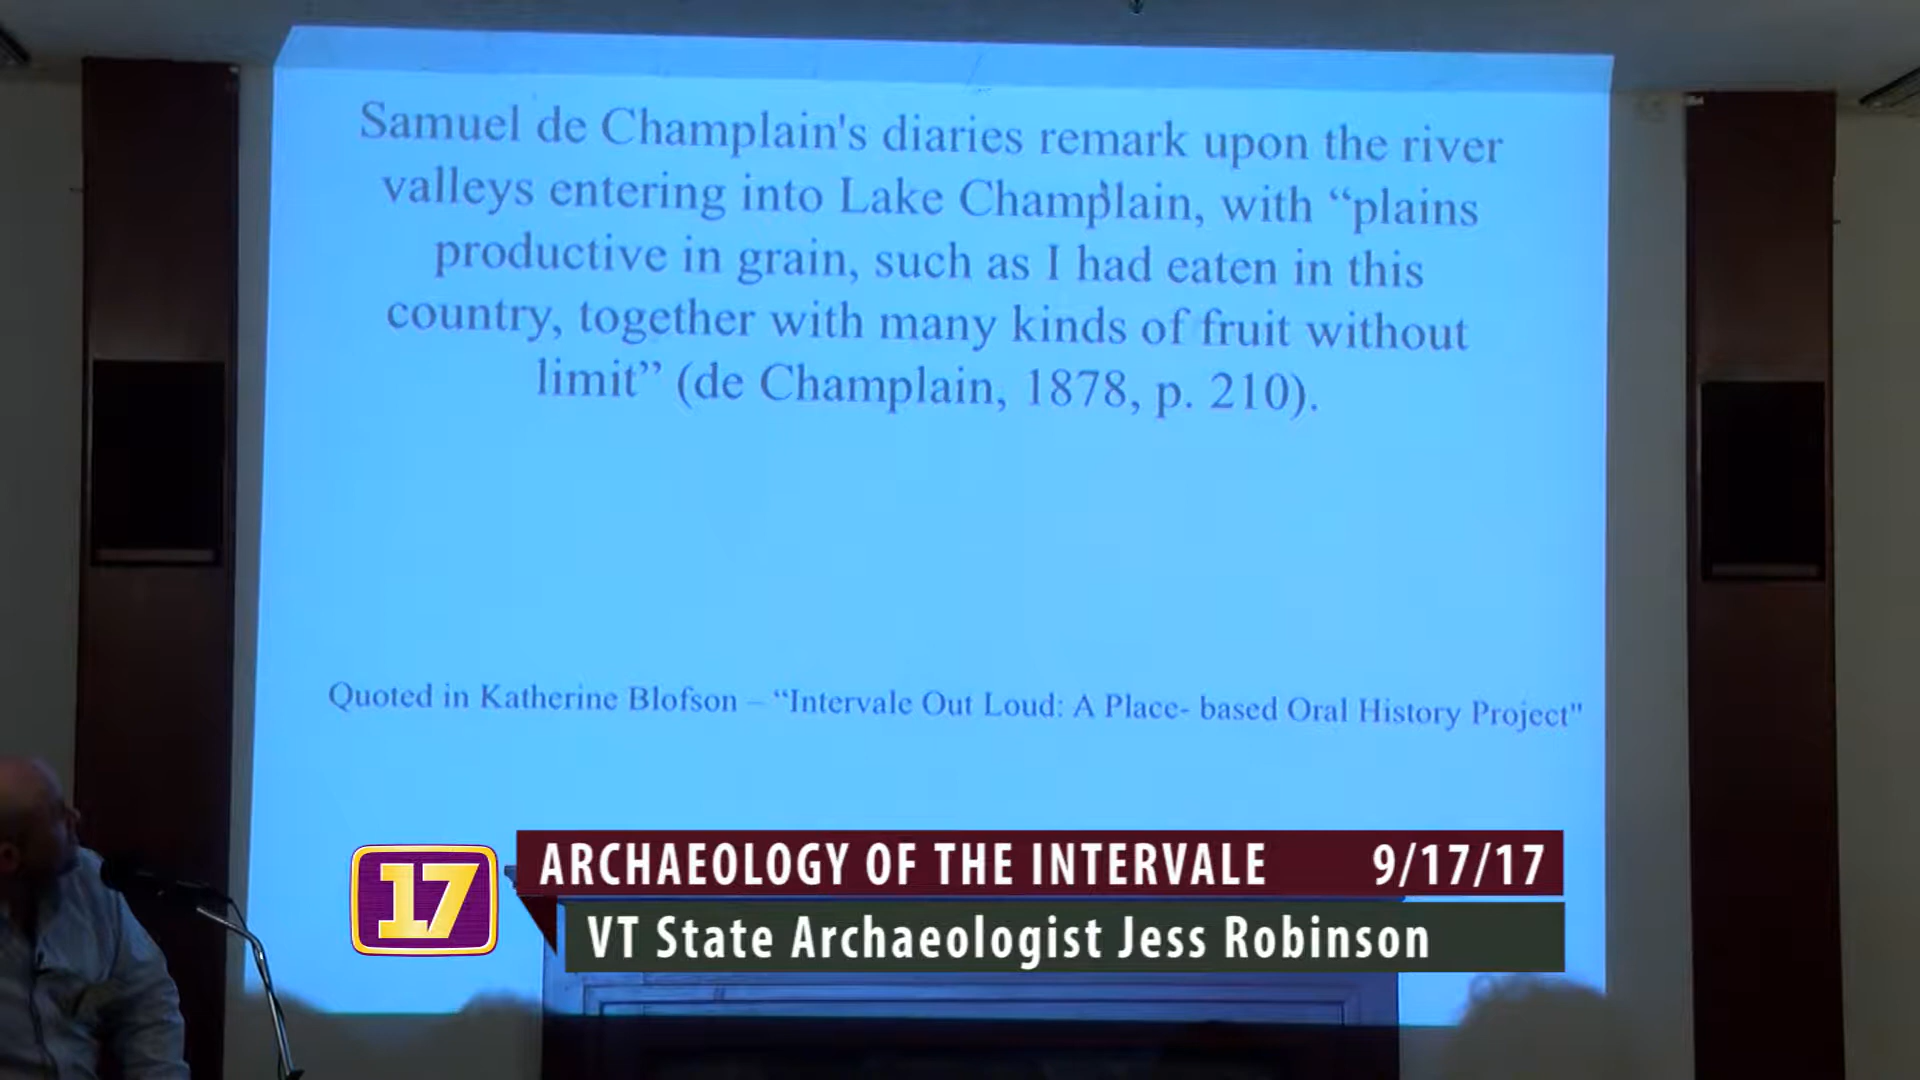 Samuel de Champlain's diaries remark upon the river
valleys entering into Lake Champlain, with “plains
productive in grain, such as I had eaten in this
country, together with many kinds of fruit without
limit” (de Champlain, 1878, p. 210).
Quoted in Katherine Blofson – “Intervale Out Loud: A Place- based Oral History Project"
17
ARCHAEOLOGY OF THE INTERVALE 9/17/17
VT State Archaeologist Jess Robinson